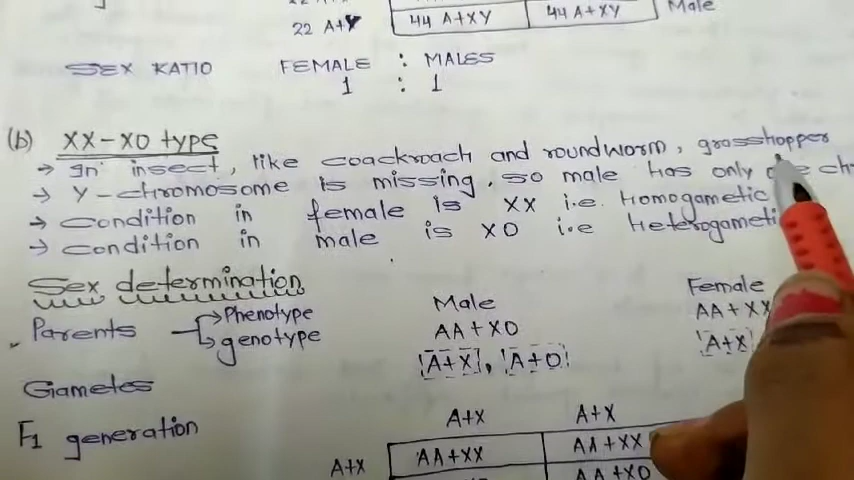 22 A+Y 44 A+XY 44 A+XY Male
SEX RATIO FEMALE : MALES
1 : 1
(b) XX-XO type
→ In insect, like coackroach and roundworm, grasshopper
→ Y-chromosome is missing, so male has only
→ condition in female is XX i.e. Homogametic
→ condition in male is XO i.e Heterogameti
Sex determination
Male Female
Parents → Phenotype
→ genotype AA+XO AA+XX
Gametes A+X, A+O A+X
A+X A+X
F1 generation
A+X AA+XX AA+XX
AA+XO